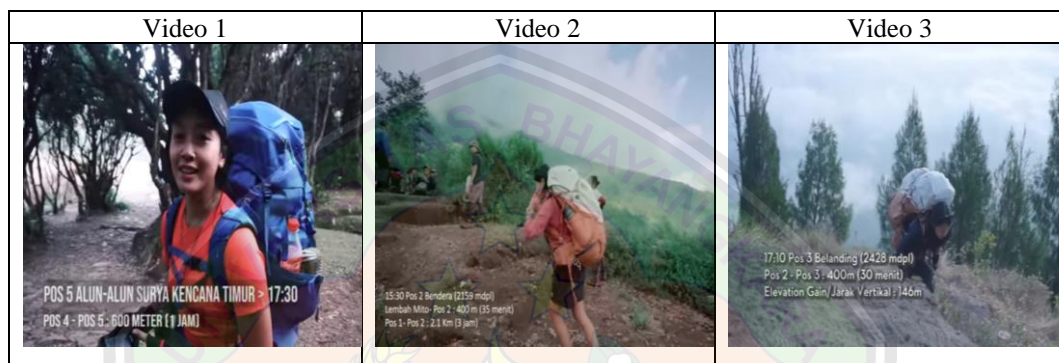 Video 1
Video 2
Video 3
POS 5 ALUN-ALUN SURYA KENCANA TIMUR > 17:30
POS 4 - POS 5 : 600 METER (1 JAM)
15:30 Pos 2 Bendera (2159 mdpl)
Lembah Mito- Pos 2 : 400m (35 menit)
Pos 1- Pos 2 : 2.1 Km (3 jam)
17:10 Pos 3 Belanding (2428 mdpl)
Pos 2 - Pos 3 : 400m (30 menit)
Elevation Gain/Jarak Vertikal : 146m
S BHAYAN